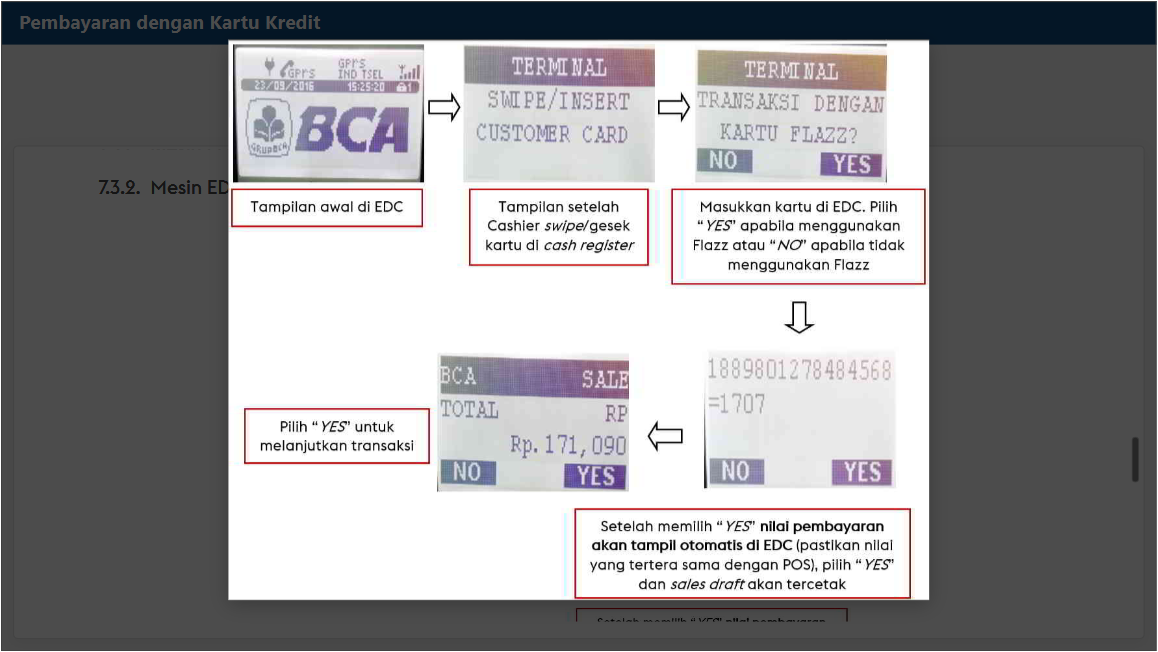 Pembayaran dengan Kartu Kredit
7.3.2. Mesin ED
GPrS
GPrS
IND TSEL
23/09/2016 15:25:20 1
GRUP BCA
BCA
Tampilan awal di EDC
TERMINAL
SWIPE/INSERT
CUSTOMER CARD
Tampilan setelah
Cashier swipe/gesek
kartu di cash register
TERMINAL
TRANSAKSI DENGAN
KARTU FLAZZ?
NO YES
Masukkan kartu di EDC. Pilih
“YES” apabila menggunakan
Flazz atau “NO” apabila tidak
menggunakan Flazz
1889801278484568
=1707
NO YES
Setelah memilih “YES” nilai pembayaran
akan tampil otomatis di EDC (pastikan nilai
yang tertera sama dengan POS), pilih “YES”
dan sales draft akan tercetak
BCA SALE
TOTAL RP
Rp.171,090
NO YES
Pilih “YES” untuk
melanjutkan transaksi
Setelah memilih “YES” nilai pembayaran